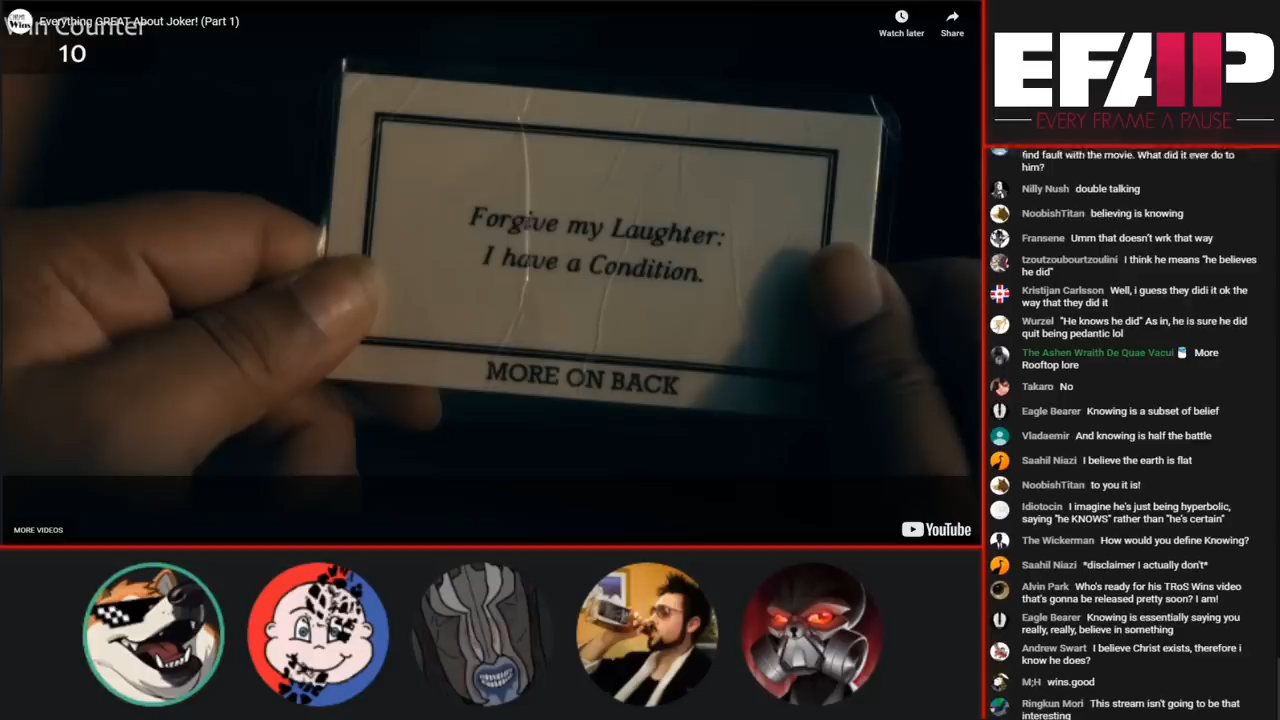 Everything GREAT About Joker! (Part 1)
Win Counter
10
Watch later
Share
Forgive my Laughter:
I have a Condition.
MORE ON BACK
MORE VIDEOS
YouTube
EFAP
EVERY FRAME A PAUSE
find fault with the movie. What did it ever do to
him?
Nilly Nush double talking
NoobishTitan believing is knowing
Fransene Umm that doesn't wrk that way
tzoutzoubourtzoulini I think he means "he believes
he did"
Kristijan Carlsson Well, i guess they didi it ok the
way that they did it
Wurzel "He knows he did" As in, he is sure he did
quit being pedantic lol
The Ashen Wraith De Quae Vacui More
Rooftop lore
Takaro No
Eagle Bearer Knowing is a subset of belief
Vladaemir And knowing is half the battle
Saahil Niazi I believe the earth is flat
NoobishTitan to you it is!
Idiotocin I imagine he's just being hyperbolic,
saying "he KNOWS" rather than "he's certain"
The Wickerman How would you define Knowing?
Saahil Niazi *disclaimer I actually don't*
Alvin Park Who's ready for his TRoS Wins video
that's gonna be released pretty soon? I am!
Eagle Bearer Knowing is essentially saying you
really, really, believe in something
Andrew Swart I believe Christ exists, therefore i
know he does?
M;H wins.good
Ringkun Mori This stream isn't going to be that
interesting